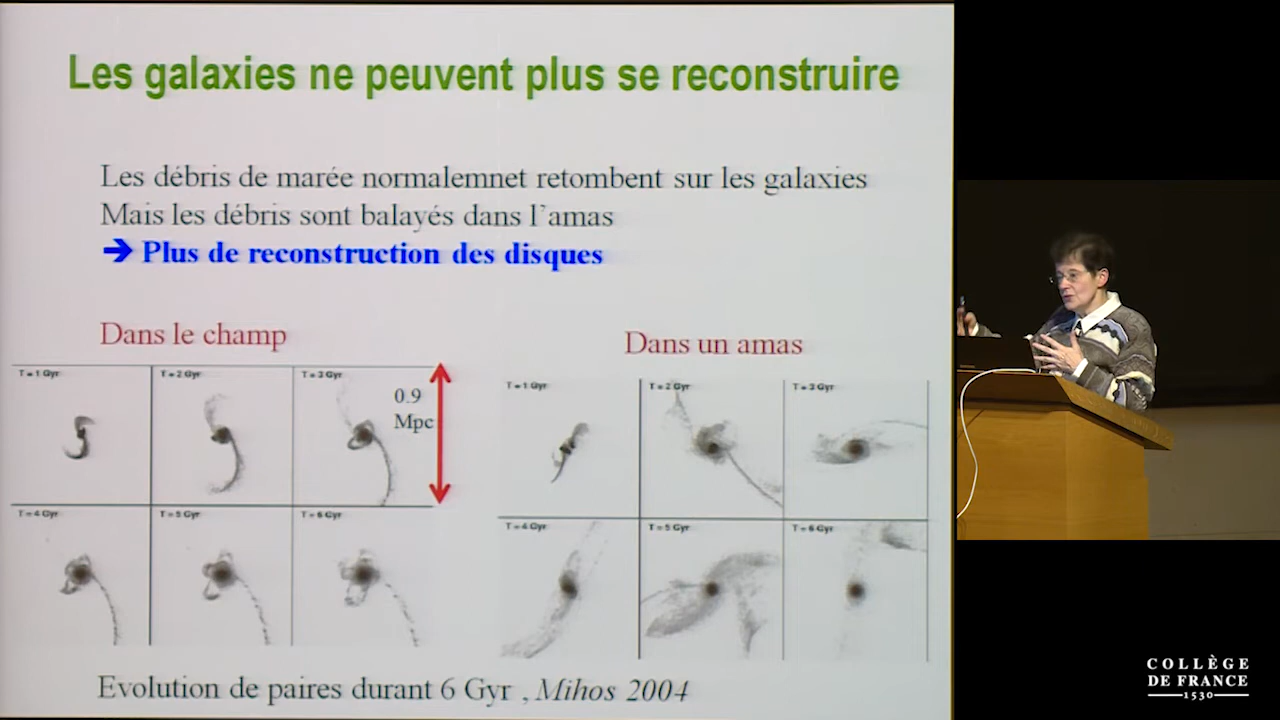 Les galaxies ne peuvent plus se reconstruire
Les débris de marée normalemnet retombent sur les galaxies
Mais les débris sont balayés dans l'amas
➔ Plus de reconstruction des disques
Dans le champ
Dans un amas
T=1 Gyr
T=2 Gyr
T=3 Gyr
0.9
Mpc
T=4 Gyr
T=5 Gyr
T=6 Gyr
T=1 Gyr
T=2 Gyr
T=3 Gyr
T=4 Gyr
T=5 Gyr
T=6 Gyr
Evolution de paires durant 6 Gyr , Mihos 2004
COLLÈGE
DE FRANCE
1530